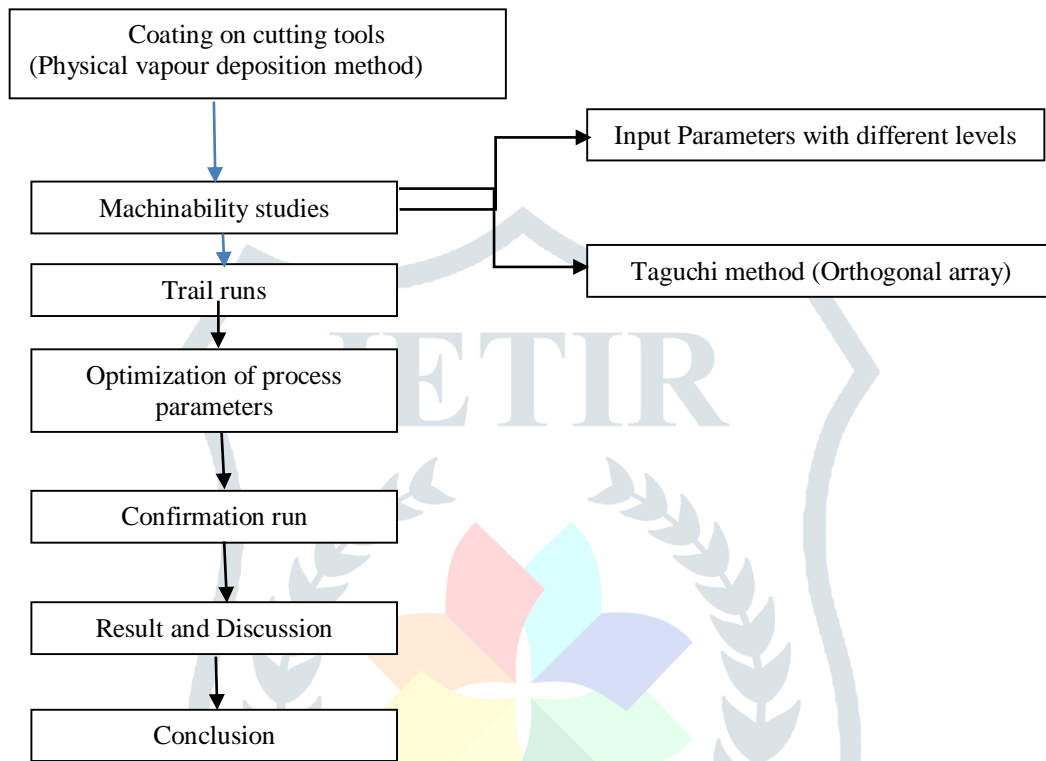 Coating on cutting tools
(Physical vapour deposition method)
Input Parameters with different levels
Machinability studies
Taguchi method (Orthogonal array)
Trail runs
JETIR
Optimization of process
parameters
Confirmation run
Result and Discussion
Conclusion